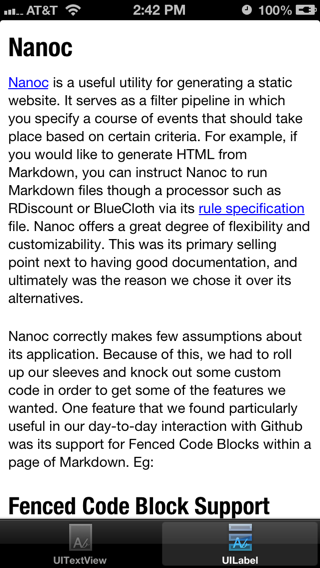 AT&T 2:42 PM 100%
Nanoc
Nanoc is a useful utility for generating a static
website. It serves as a filter pipeline in which
you specify a course of events that should take
place based on certain criteria. For example, if
you would like to generate HTML from
Markdown, you can instruct Nanoc to run
Markdown files though a processor such as
RDiscount or BlueCloth via its rule specification
file. Nanoc offers a great degree of flexibility and
customizability. This was its primary selling
point next to having good documentation, and
ultimately was the reason we chose it over its
alternatives.
Nanoc correctly makes few assumptions about
its application. Because of this, we had to roll
up our sleeves and knock out some custom
code in order to get some of the features we
wanted. One feature that we found particularly
useful in our day-to-day interaction with Github
was its support for Fenced Code Blocks within a
page of Markdown. Eg:
Fenced Code Block Support
UITextView UILabel